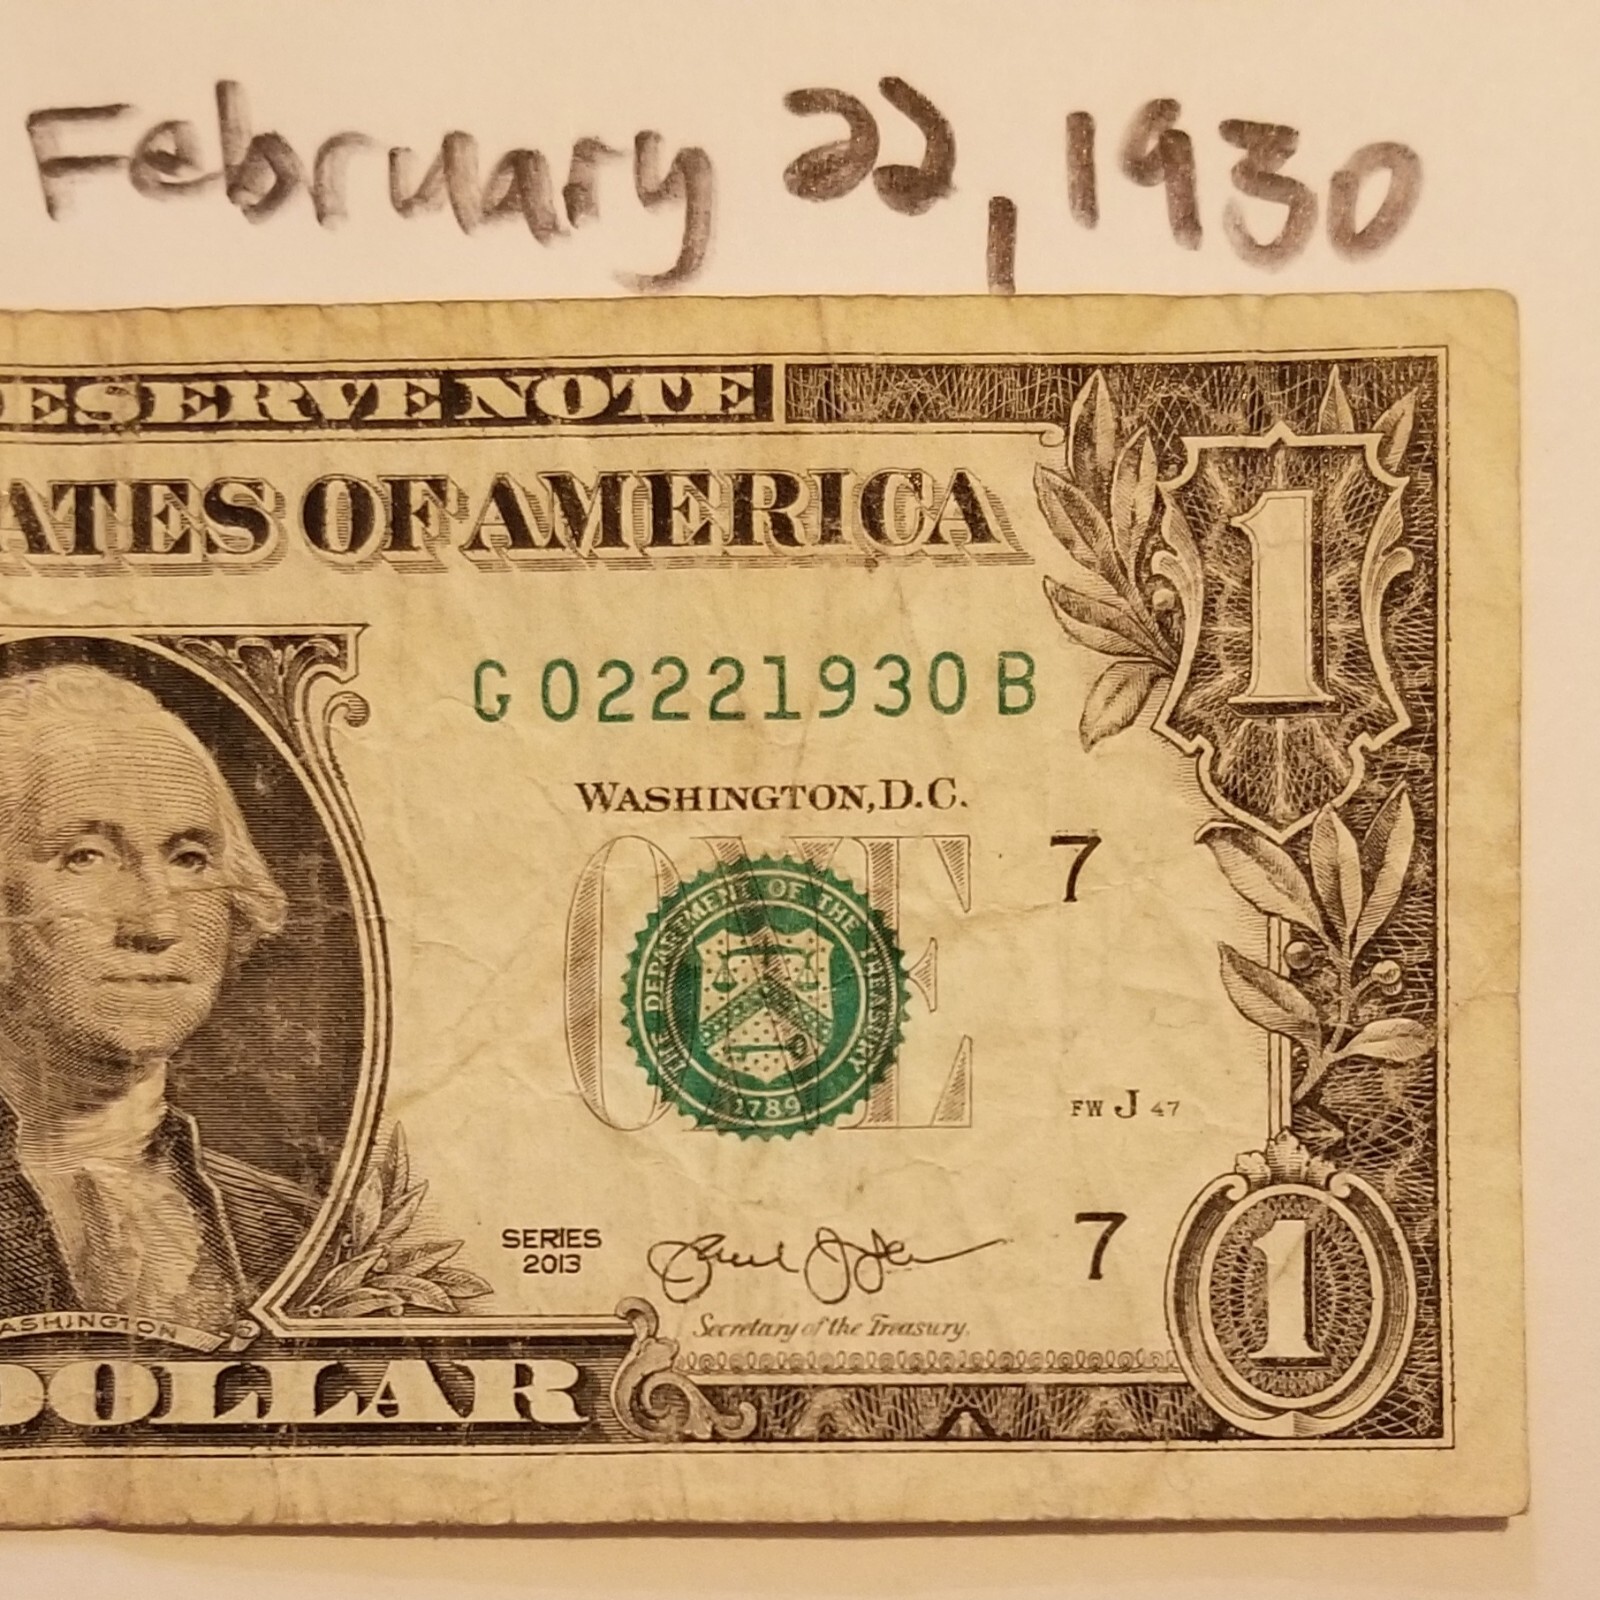 February 22, 1930
ESERVE NOTE
ATES OF AMERICA
1
G 02221930 B
WASHINGTON, D.C.
ONE
7
THE DEPARTMENT OF THE TREASURY
1789
FW J 47
SERIES
2013
7
Secretary of the Treasury.
1
ASHINGTON
DOLLAR